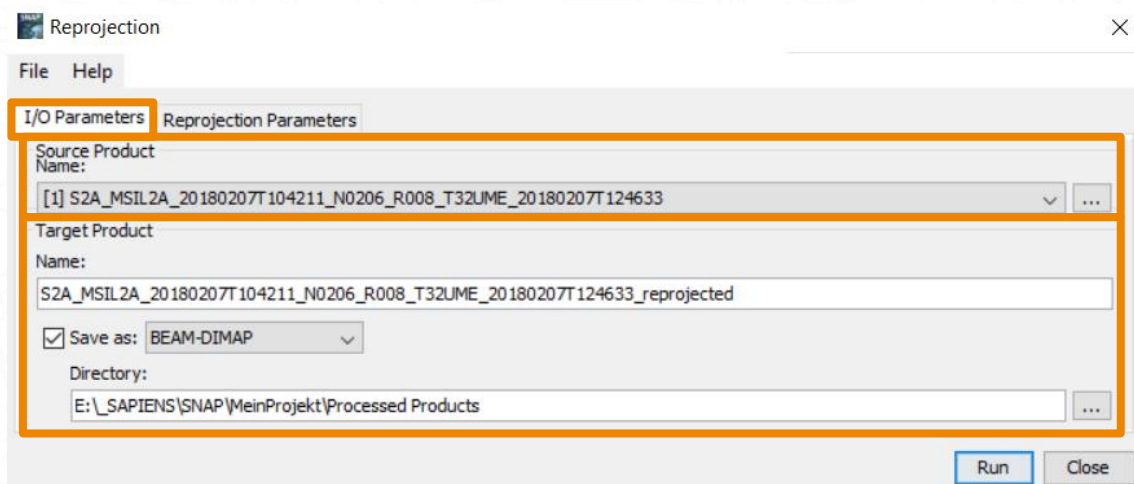 SNAP
Reprojection
File Help
I/O Parameters Reprojection Parameters
Source Product
Name:
[1] S2A_MSIL2A_20180207T104211_N0206_R008_T32UME_20180207T124633
...
Target Product
Name:
S2A_MSIL2A_20180207T104211_N0206_R008_T32UME_20180207T124633_reprojected
Save as: BEAM-DIMAP
Directory:
E:\_SAPIENS\SNAP\MeinProjekt\Processed Products
...
Run Close